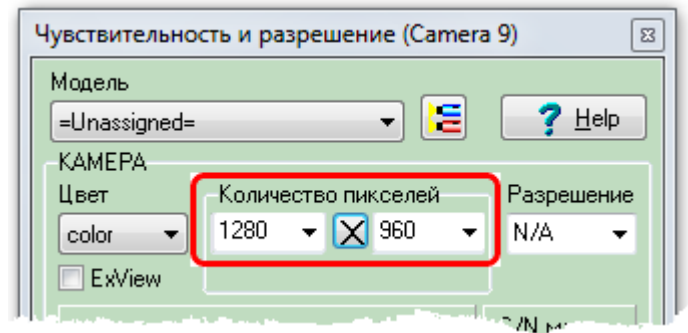 Чувствительность и разрешение (Camera 9)
Модель
=Unassigned=
Help
КАМЕРА
Цвет
Количество пикселей
Разрешение
color
1280
X
960
N/A
ExView